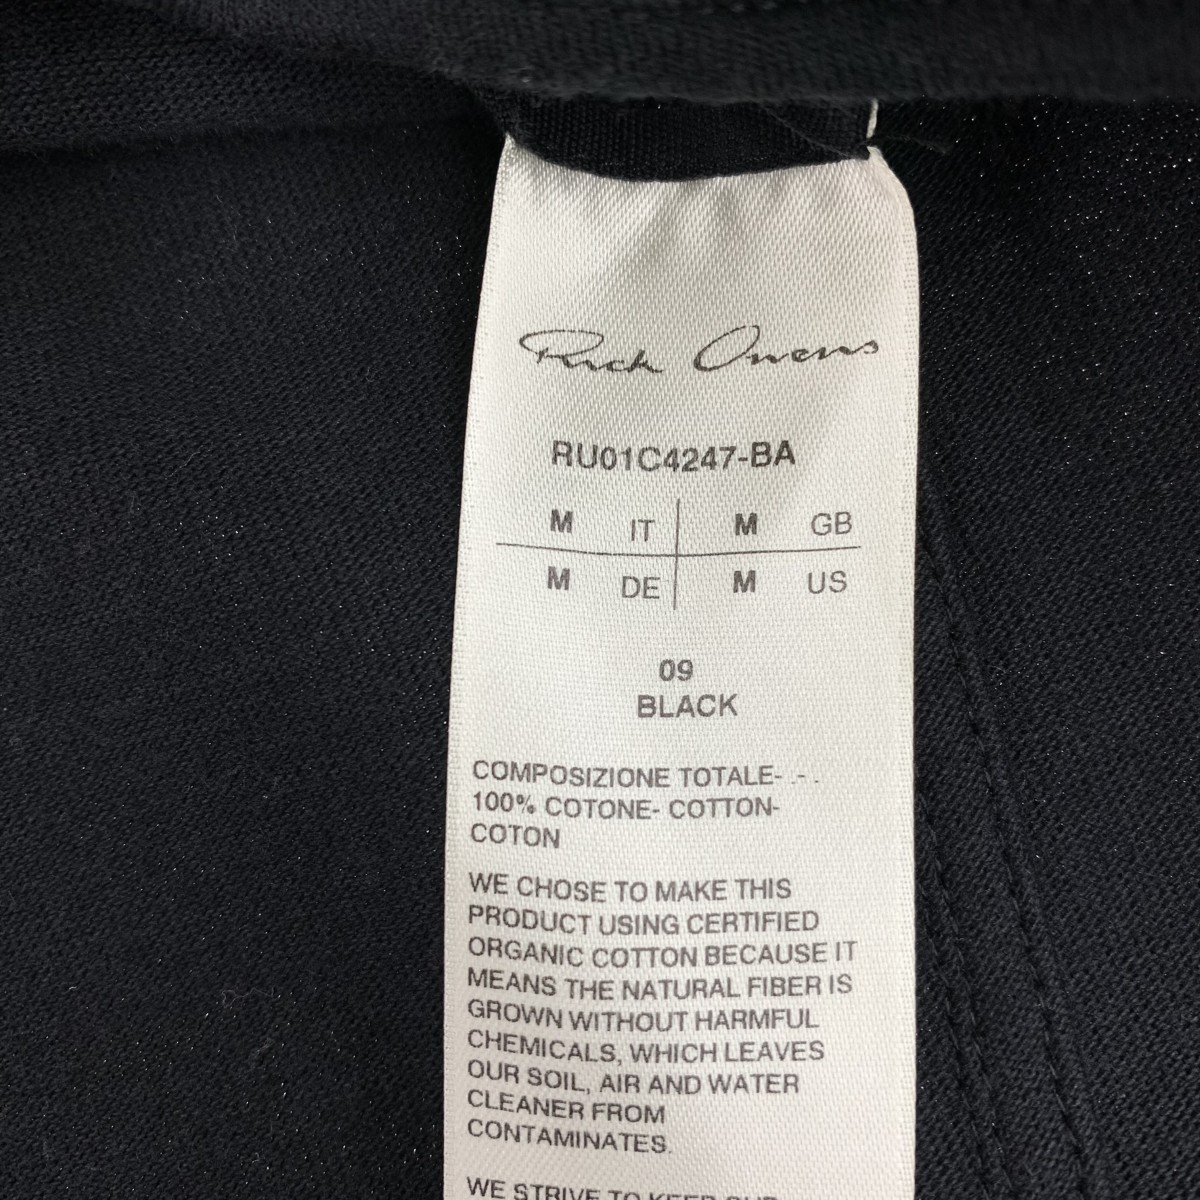 Rick Owens
RU01C4247-BA
M IT M GB
M DE M US
09
BLACK
COMPOSIZIONE TOTALE- .- .
100% COTONE- COTTON-
COTON
WE CHOSE TO MAKE THIS
PRODUCT USING CERTIFIED
ORGANIC COTTON BECAUSE IT
MEANS THE NATURAL FIBER IS
GROWN WITHOUT HARMFUL
CHEMICALS, WHICH LEAVES
OUR SOIL, AIR AND WATER
CLEANER FROM
CONTAMINATES.
WE STRIVE TO KEEP OUR